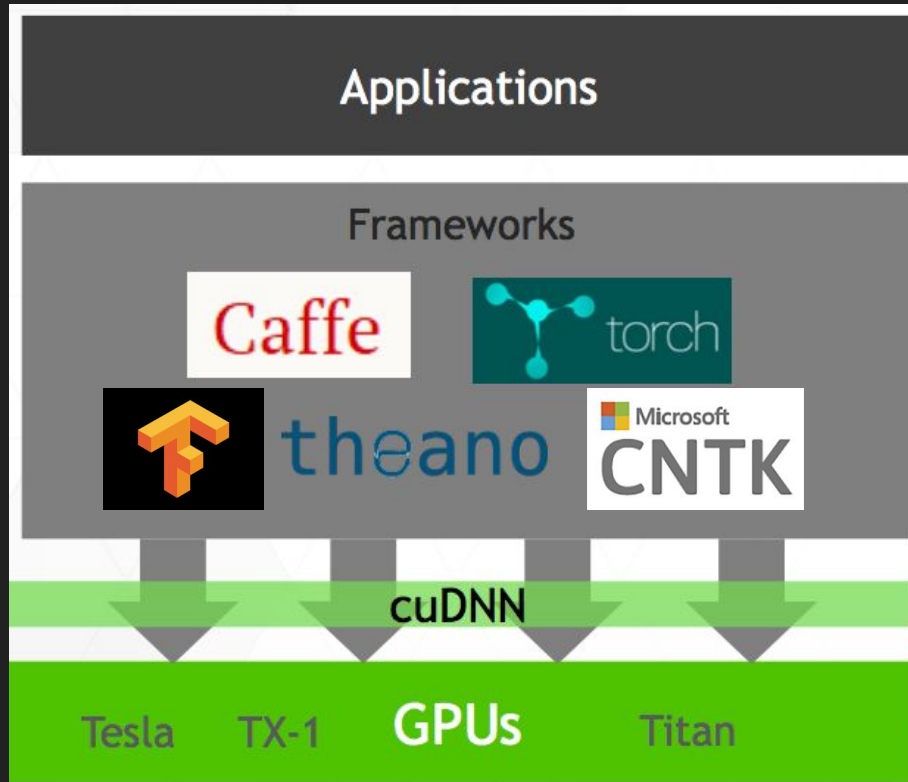 Applications
Frameworks
Caffe
torch
theano
Microsoft
CNTK
cuDNN
Tesla TX-1 GPUs Titan